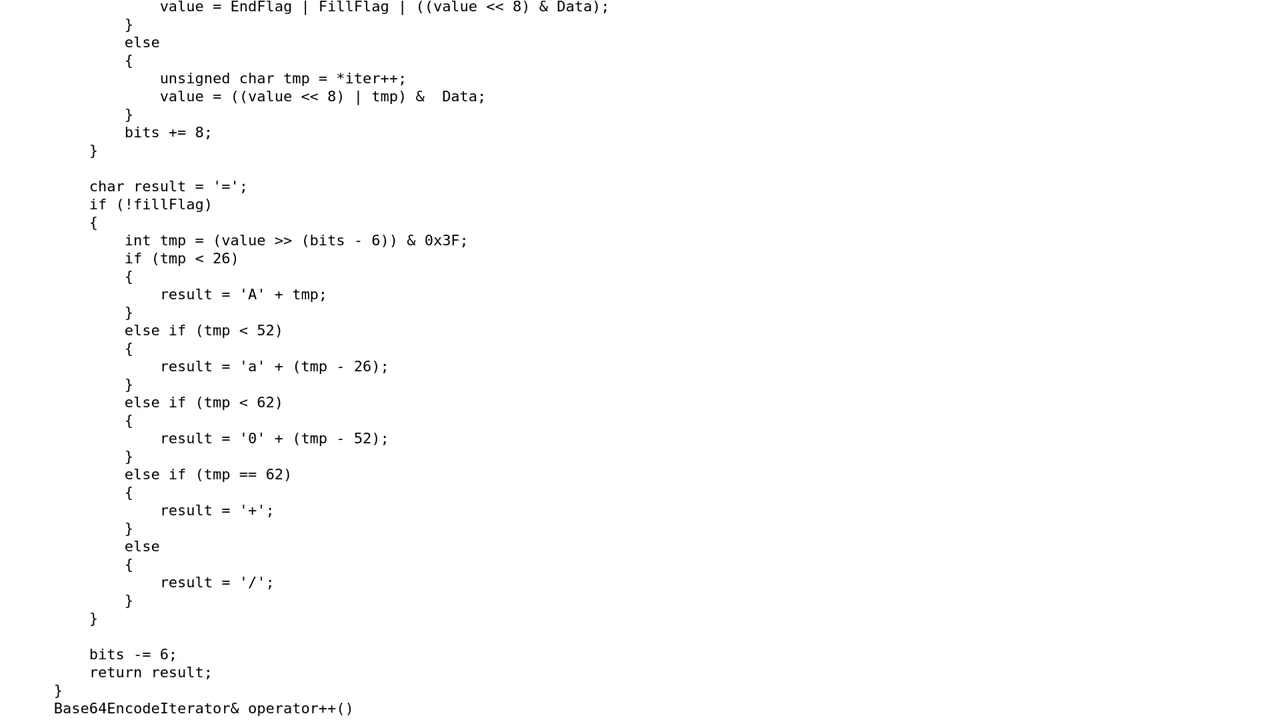 value = EndFlag | FillFlag | ((value << 8) & Data);
        }
        else
        {
            unsigned char tmp = *iter++;
            value = ((value << 8) | tmp) &  Data;
        }
        bits += 8;
    }

    char result = '=';
    if (!fillFlag)
    {
        int tmp = (value >> (bits - 6)) & 0x3F;
        if (tmp < 26)
        {
            result = 'A' + tmp;
        }
        else if (tmp < 52)
        {
            result = 'a' + (tmp - 26);
        }
        else if (tmp < 62)
        {
            result = '0' + (tmp - 52);
        }
        else if (tmp == 62)
        {
            result = '+';
        }
        else
        {
            result = '/';
        }
    }

    bits -= 6;
    return result;
}
Base64EncodeIterator& operator++()